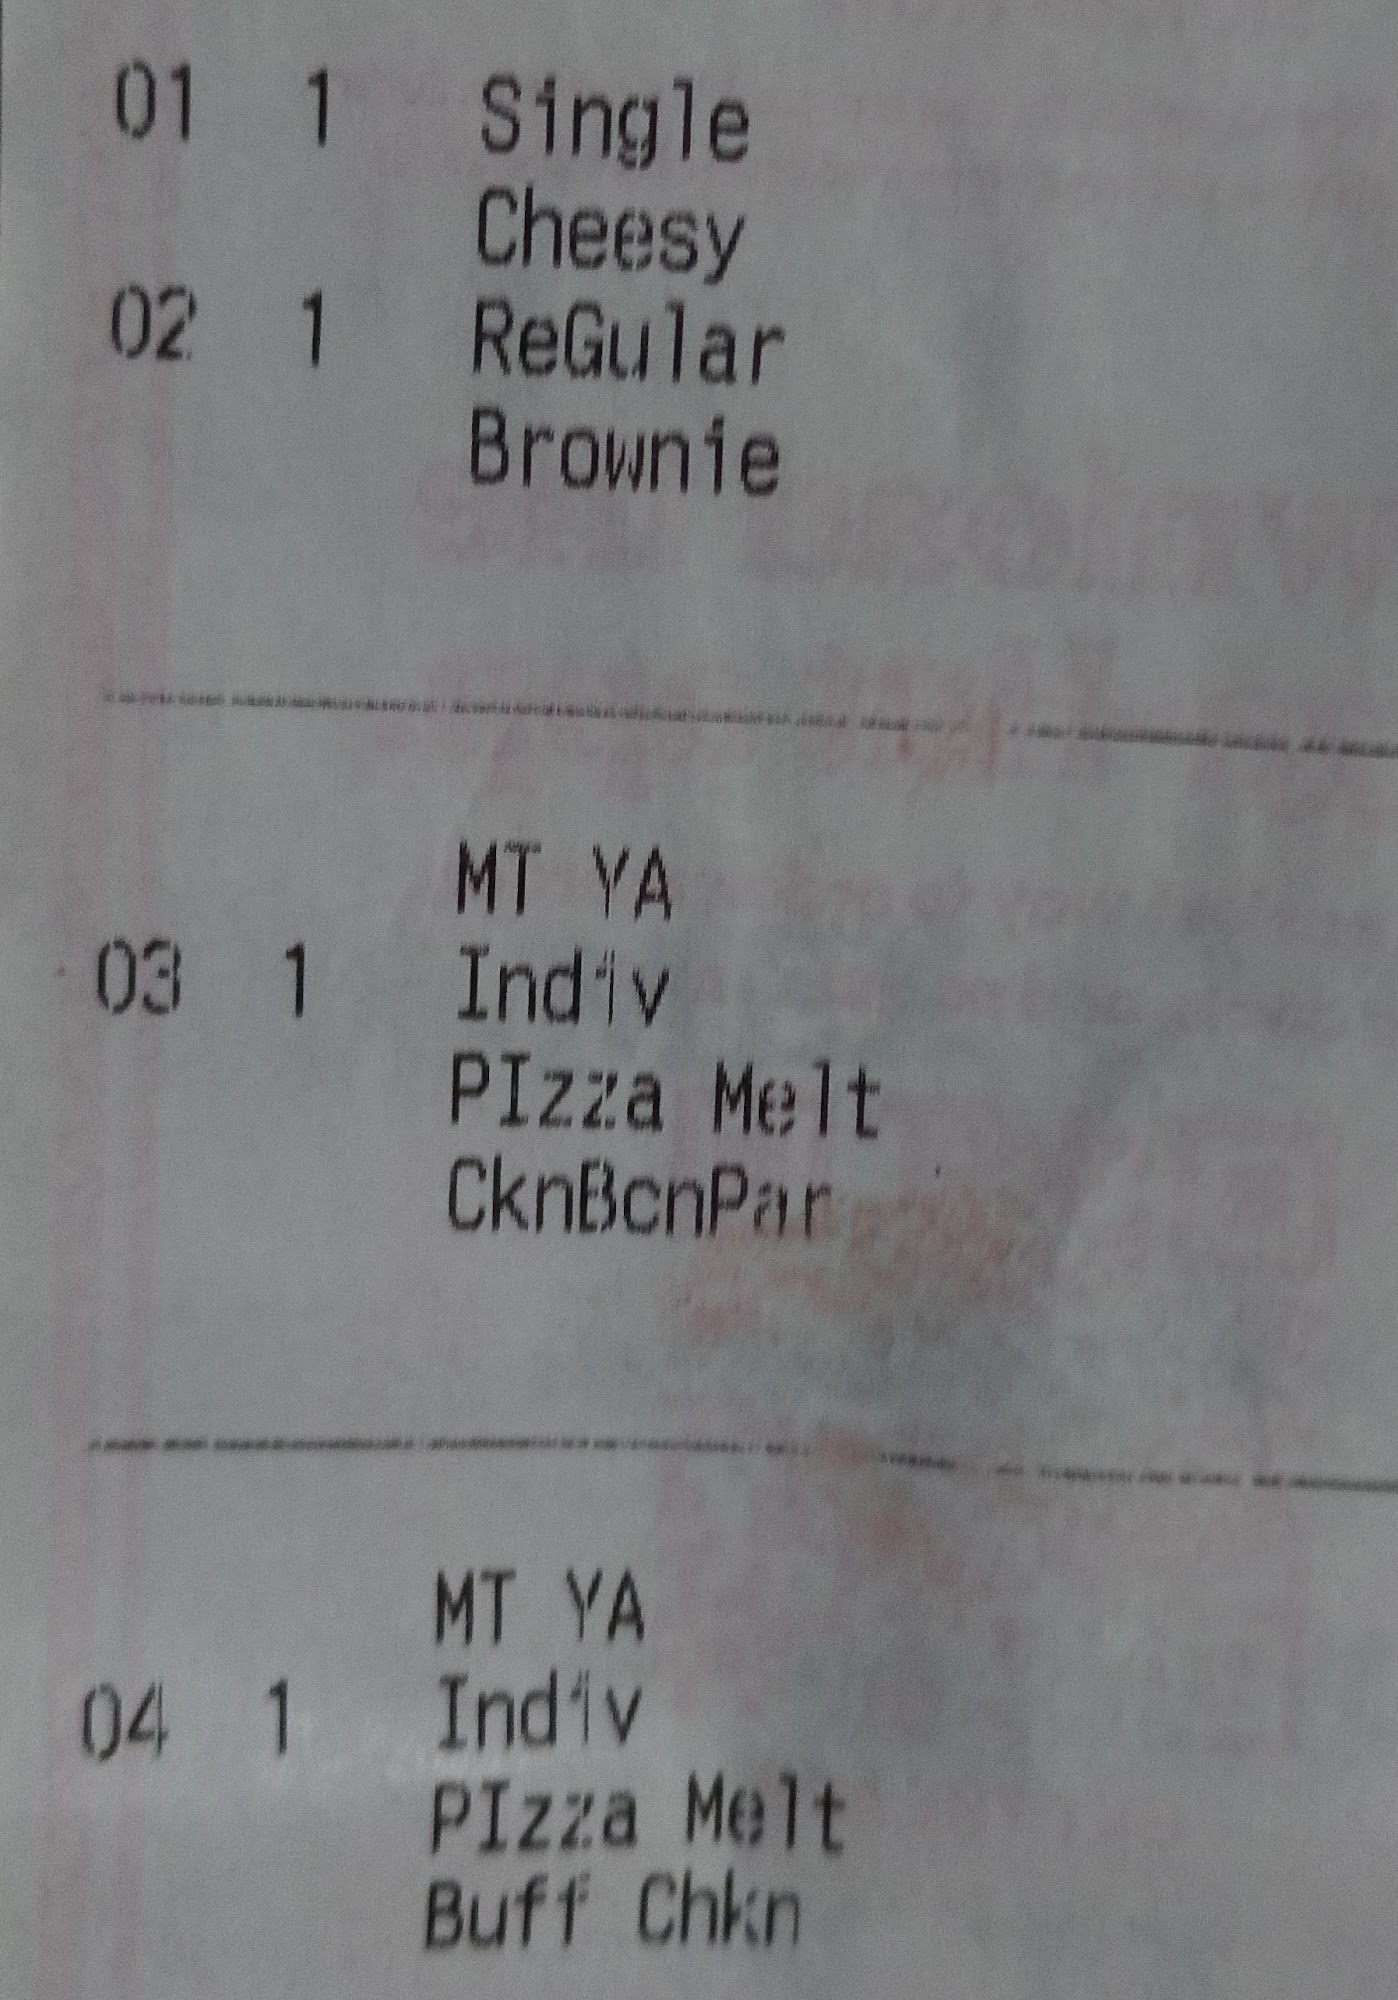 01 1 Single
Cheesy
02 1 ReGular
Brownie
MT YA
03 1 Indiv
PIzza Melt
CknBcnPar
MT YA
04 1 Indiv
PIzza Melt
Buff Chkn